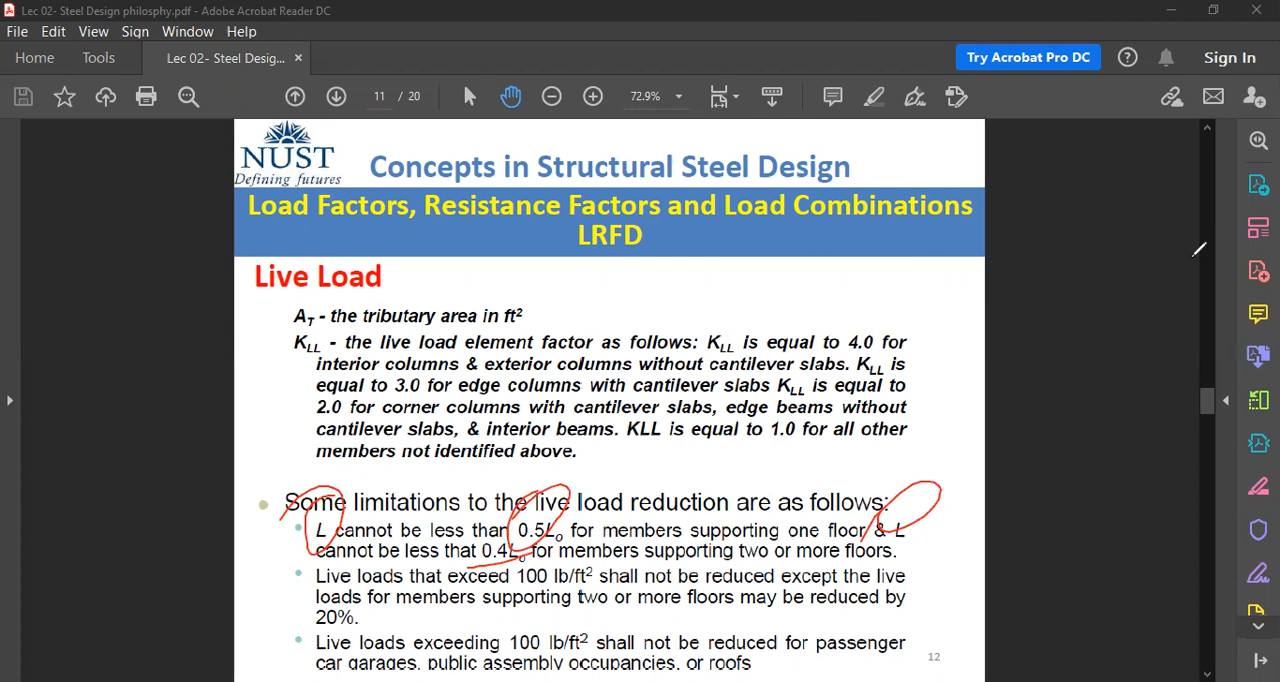 Lec 02- Steel Design philosphy.pdf - Adobe Acrobat Reader DC
File Edit View Sign Window Help
Home Tools Lec 02- Steel Desig... × Try Acrobat Pro DC Sign In
11 / 20 72.9%
NUST
Defining futures
Concepts in Structural Steel Design
Load Factors, Resistance Factors and Load Combinations
LRFD
Live Load
A_T - the tributary area in ft²
K_LL - the live load element factor as follows: K_LL is equal to 4.0 for
interior columns & exterior columns without cantilever slabs. K_LL is
equal to 3.0 for edge columns with cantilever slabs K_LL is equal to
2.0 for corner columns with cantilever slabs, edge beams without
cantilever slabs, & interior beams. KLL is equal to 1.0 for all other
members not identified above.
Some limitations to the live load reduction are as follows:
L cannot be less than 0.5L_o for members supporting one floor & L
cannot be less that 0.4L_o for members supporting two or more floors.
Live loads that exceed 100 lb/ft² shall not be reduced except the live
loads for members supporting two or more floors may be reduced by
20%.
Live loads exceeding 100 lb/ft² shall not be reduced for passenger
car garages, public assembly occupancies, or roofs
12